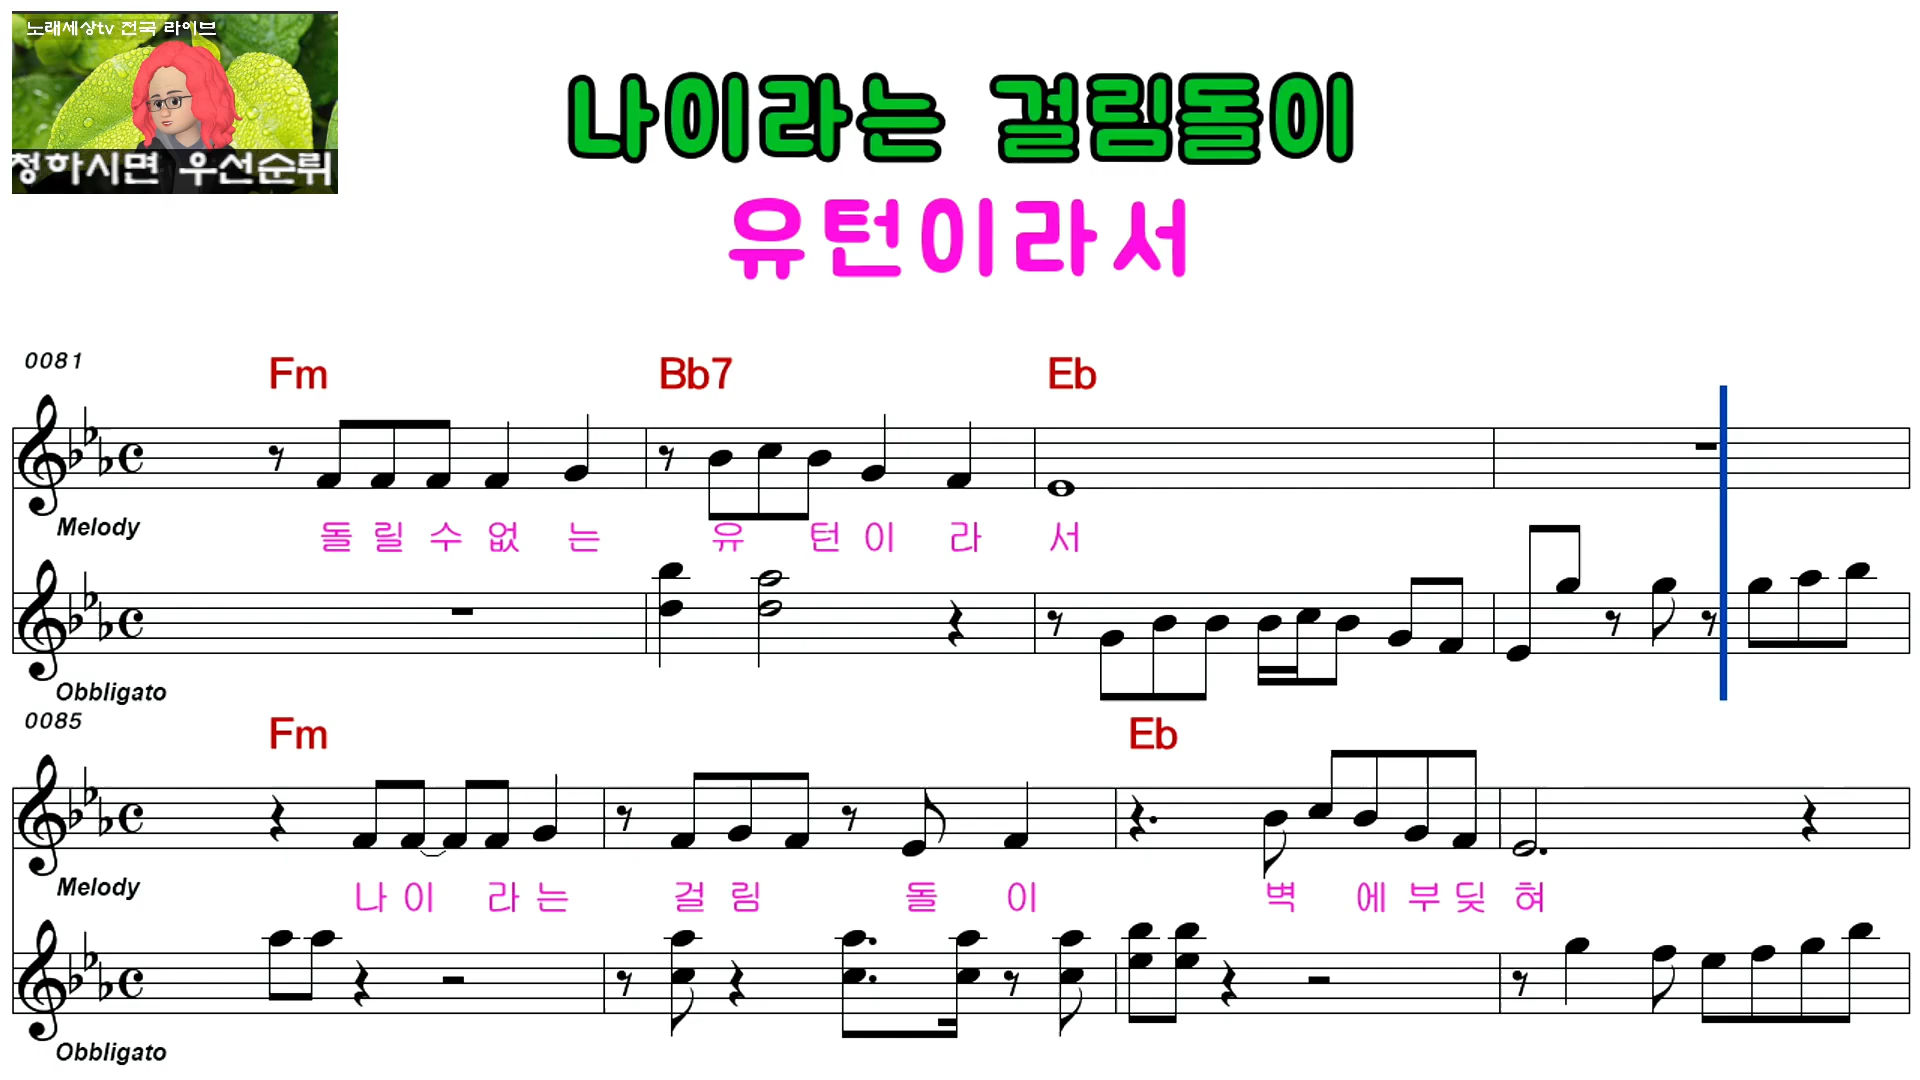 노래세상tv 전국 라이브
청하시면 우선순위
나이라는 걸림돌이
유턴이라서
0081
Fm Bb7 Eb
Melody
돌 릴 수 없 는 유 턴 이 라 서
Obbligato
0085
Fm Eb
Melody
나 이 라 는 걸 림 돌 이 벽 에 부 딪 혀
Obbligato